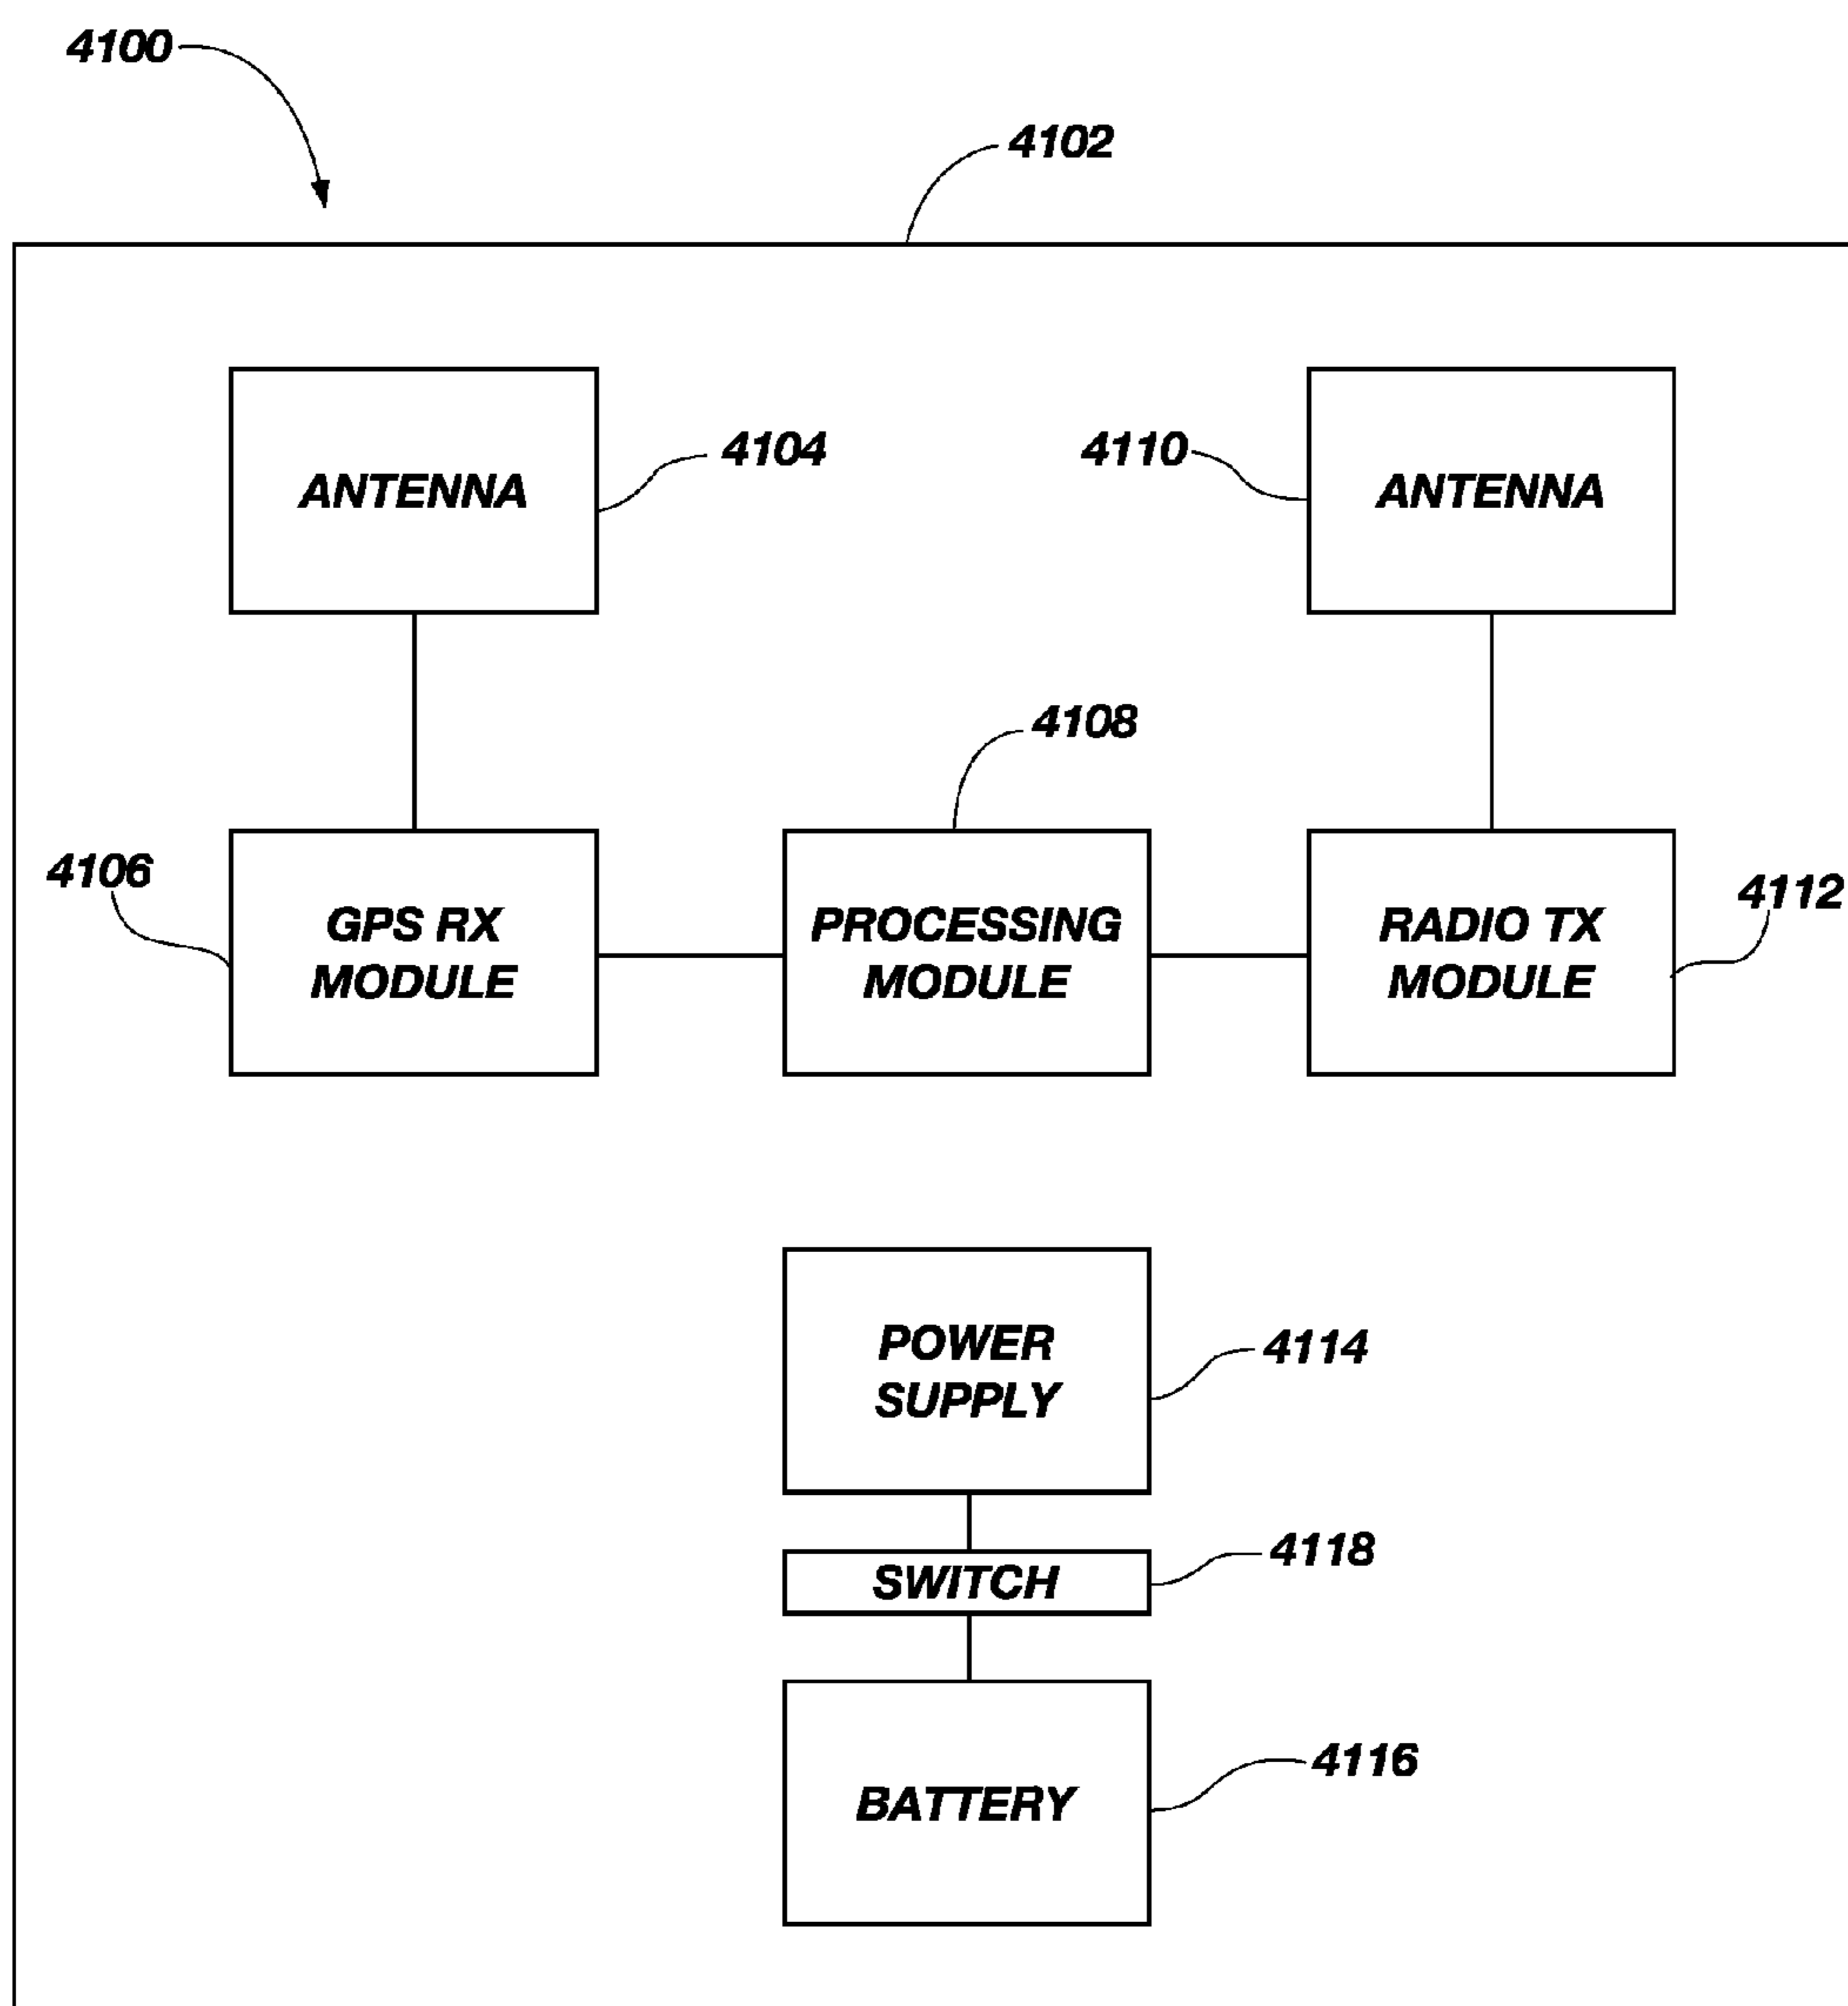 4100
4102
4104
4110
ANTENNA
ANTENNA
4108
4106
4112
GPS RX
MODULE
PROCESSING
MODULE
RADIO TX
MODULE
POWER
SUPPLY
4114
4118
SWITCH
4116
BATTERY